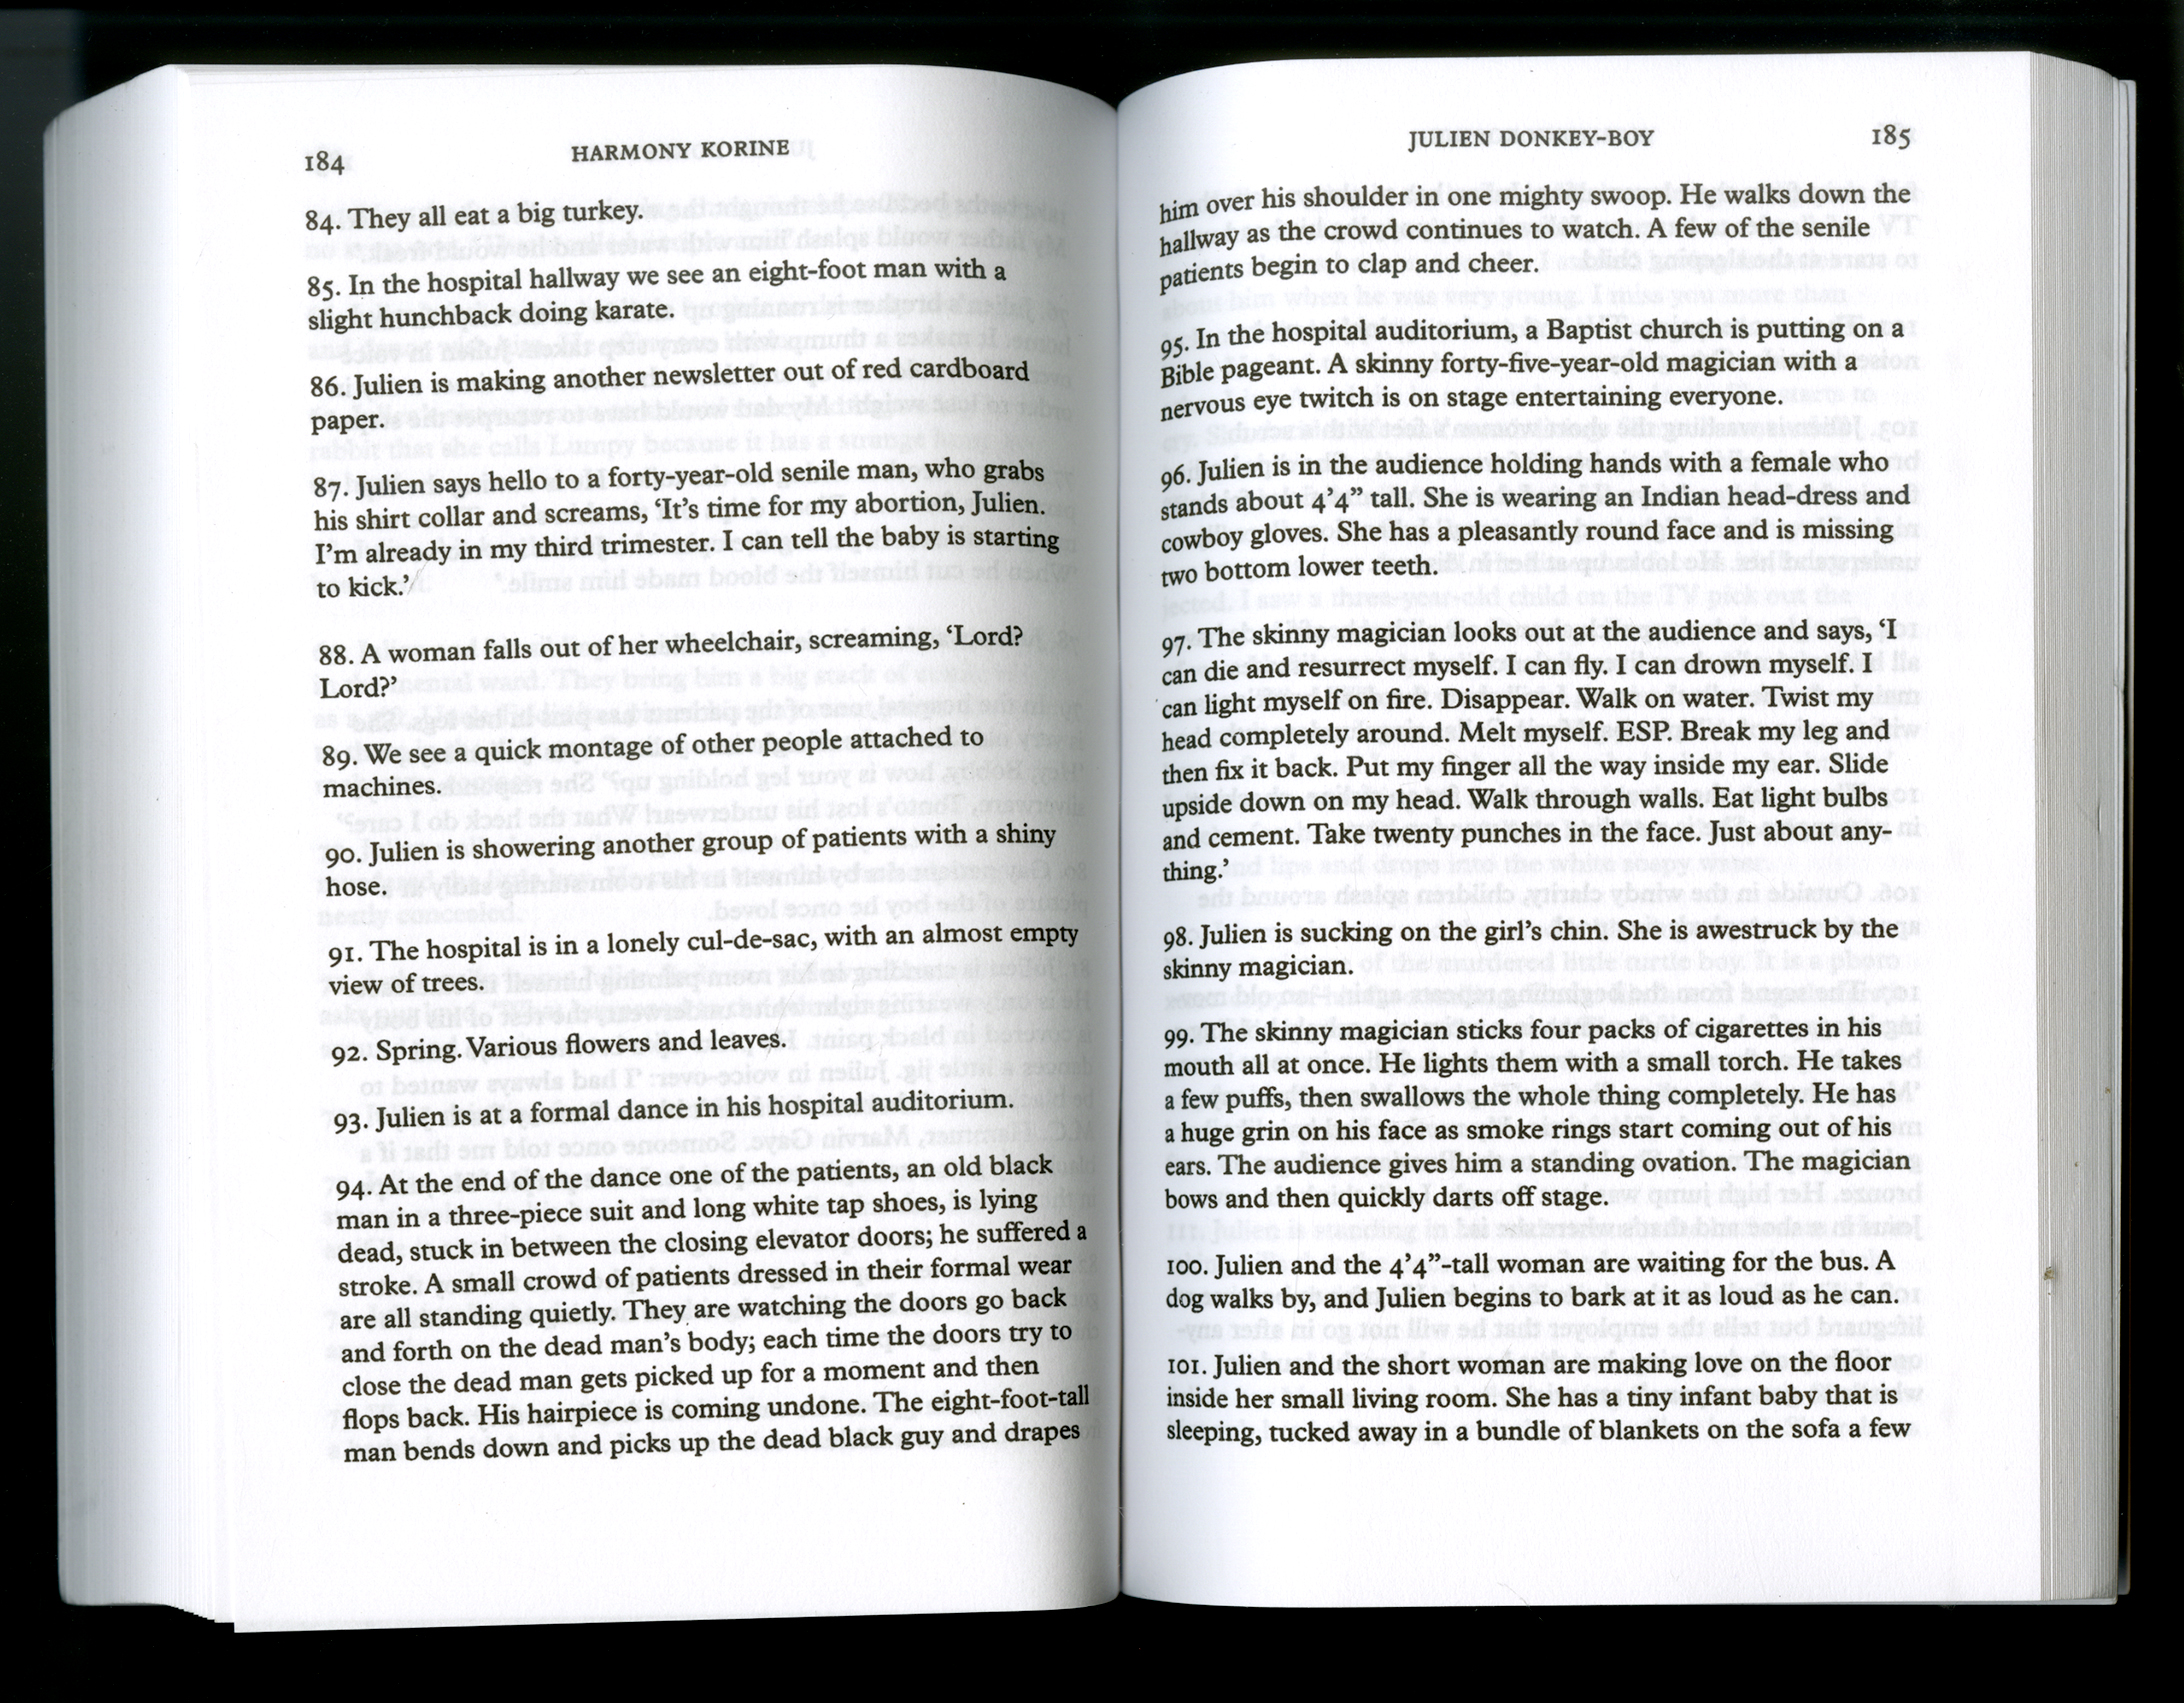 184
HARMONY KORINE
84. They all eat a big turkey.
85. In the hospital hallway we see an eight-foot man with a
slight hunchback doing karate.
86. Julien is making another newsletter out of red cardboard
paper.
87. Julien says hello to a forty-year-old senile man, who grabs
his shirt collar and screams, ‘It’s time for my abortion, Julien.
I’m already in my third trimester. I can tell the baby is starting
to kick.’
88. A woman falls out of her wheelchair, screaming, ‘Lord?
Lord?’
89. We see a quick montage of other people attached to
machines.
90. Julien is showering another group of patients with a shiny
hose.
91. The hospital is in a lonely cul-de-sac, with an almost empty
view of trees.
92. Spring. Various flowers and leaves.
93. Julien is at a formal dance in his hospital auditorium.
94. At the end of the dance one of the patients, an old black
man in a three-piece suit and long white tap shoes, is lying
dead, stuck in between the closing elevator doors; he suffered a
stroke. A small crowd of patients dressed in their formal wear
are all standing quietly. They are watching the doors go back
and forth on the dead man’s body; each time the doors try to
close the dead man gets picked up for a moment and then
flops back. His hairpiece is coming undone. The eight-foot-tall
man bends down and picks up the dead black guy and drapes
JULIEN DONKEY-BOY
185
him over his shoulder in one mighty swoop. He walks down the
hallway as the crowd continues to watch. A few of the senile
patients begin to clap and cheer.
95. In the hospital auditorium, a Baptist church is putting on a
Bible pageant. A skinny forty-five-year-old magician with a
nervous eye twitch is on stage entertaining everyone.
96. Julien is in the audience holding hands with a female who
stands about 4’4” tall. She is wearing an Indian head-dress and
cowboy gloves. She has a pleasantly round face and is missing
two bottom lower teeth.
97. The skinny magician looks out at the audience and says, ‘I
can die and resurrect myself. I can fly. I can drown myself. I
can light myself on fire. Disappear. Walk on water. Twist my
head completely around. Melt myself. ESP. Break my leg and
then fix it back. Put my finger all the way inside my ear. Slide
upside down on my head. Walk through walls. Eat light bulbs
and cement. Take twenty punches in the face. Just about any-
thing.’
98. Julien is sucking on the girl’s chin. She is awestruck by the
skinny magician.
99. The skinny magician sticks four packs of cigarettes in his
mouth all at once. He lights them with a small torch. He takes
a few puffs, then swallows the whole thing completely. He has
a huge grin on his face as smoke rings start coming out of his
ears. The audience gives him a standing ovation. The magician
bows and then quickly darts off stage.
100. Julien and the 4’4”-tall woman are waiting for the bus. A
dog walks by, and Julien begins to bark at it as loud as he can.
101. Julien and the short woman are making love on the floor
inside her small living room. She has a tiny infant baby that is
sleeping, tucked away in a bundle of blankets on the sofa a few